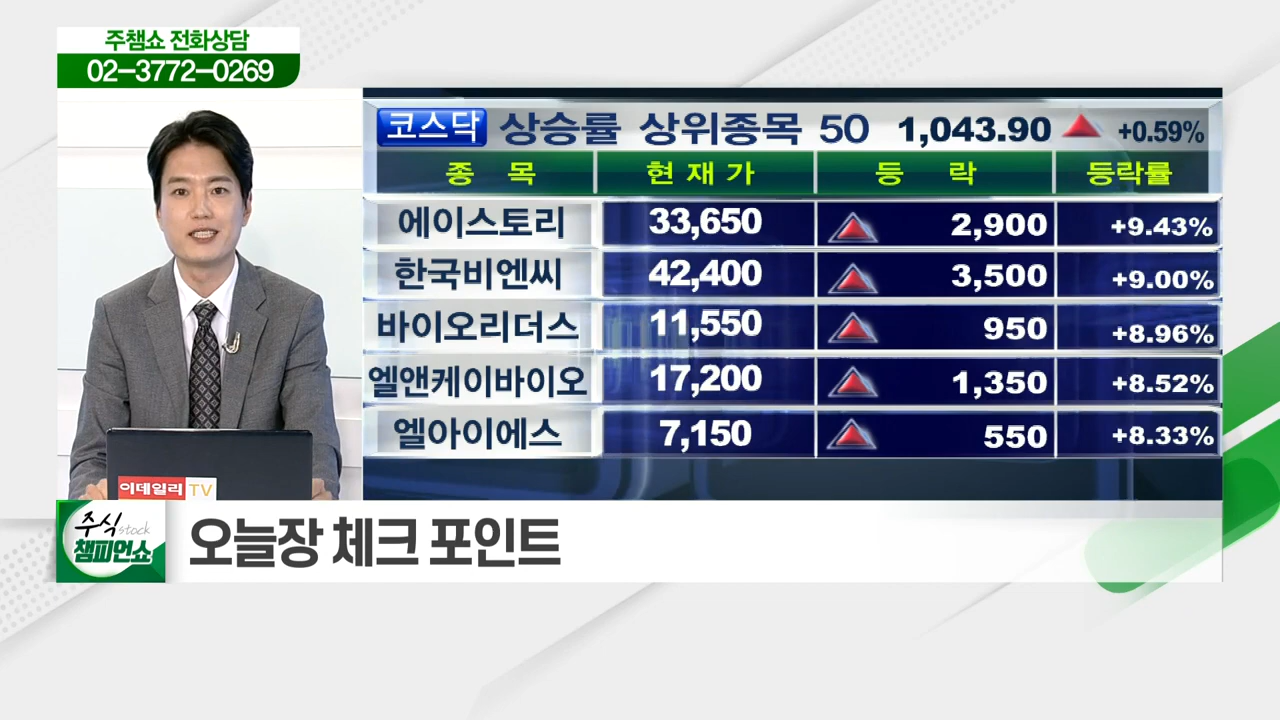 주챔쇼 전화상담
02-3772-0269
코스닥 상승률 상위종목 50 1,043.90 ▲ +0.59%
종 목 현재가 등 락 등락률
에이스토리 33,650 ▲ 2,900 +9.43%
한국비엔씨 42,400 ▲ 3,500 +9.00%
바이오리더스 11,550 ▲ 950 +8.96%
엘앤케이바이오 17,200 ▲ 1,350 +8.52%
엘아이에스 7,150 ▲ 550 +8.33%
이데일리 TV
주식 stock
챔피언쇼
오늘장 체크 포인트